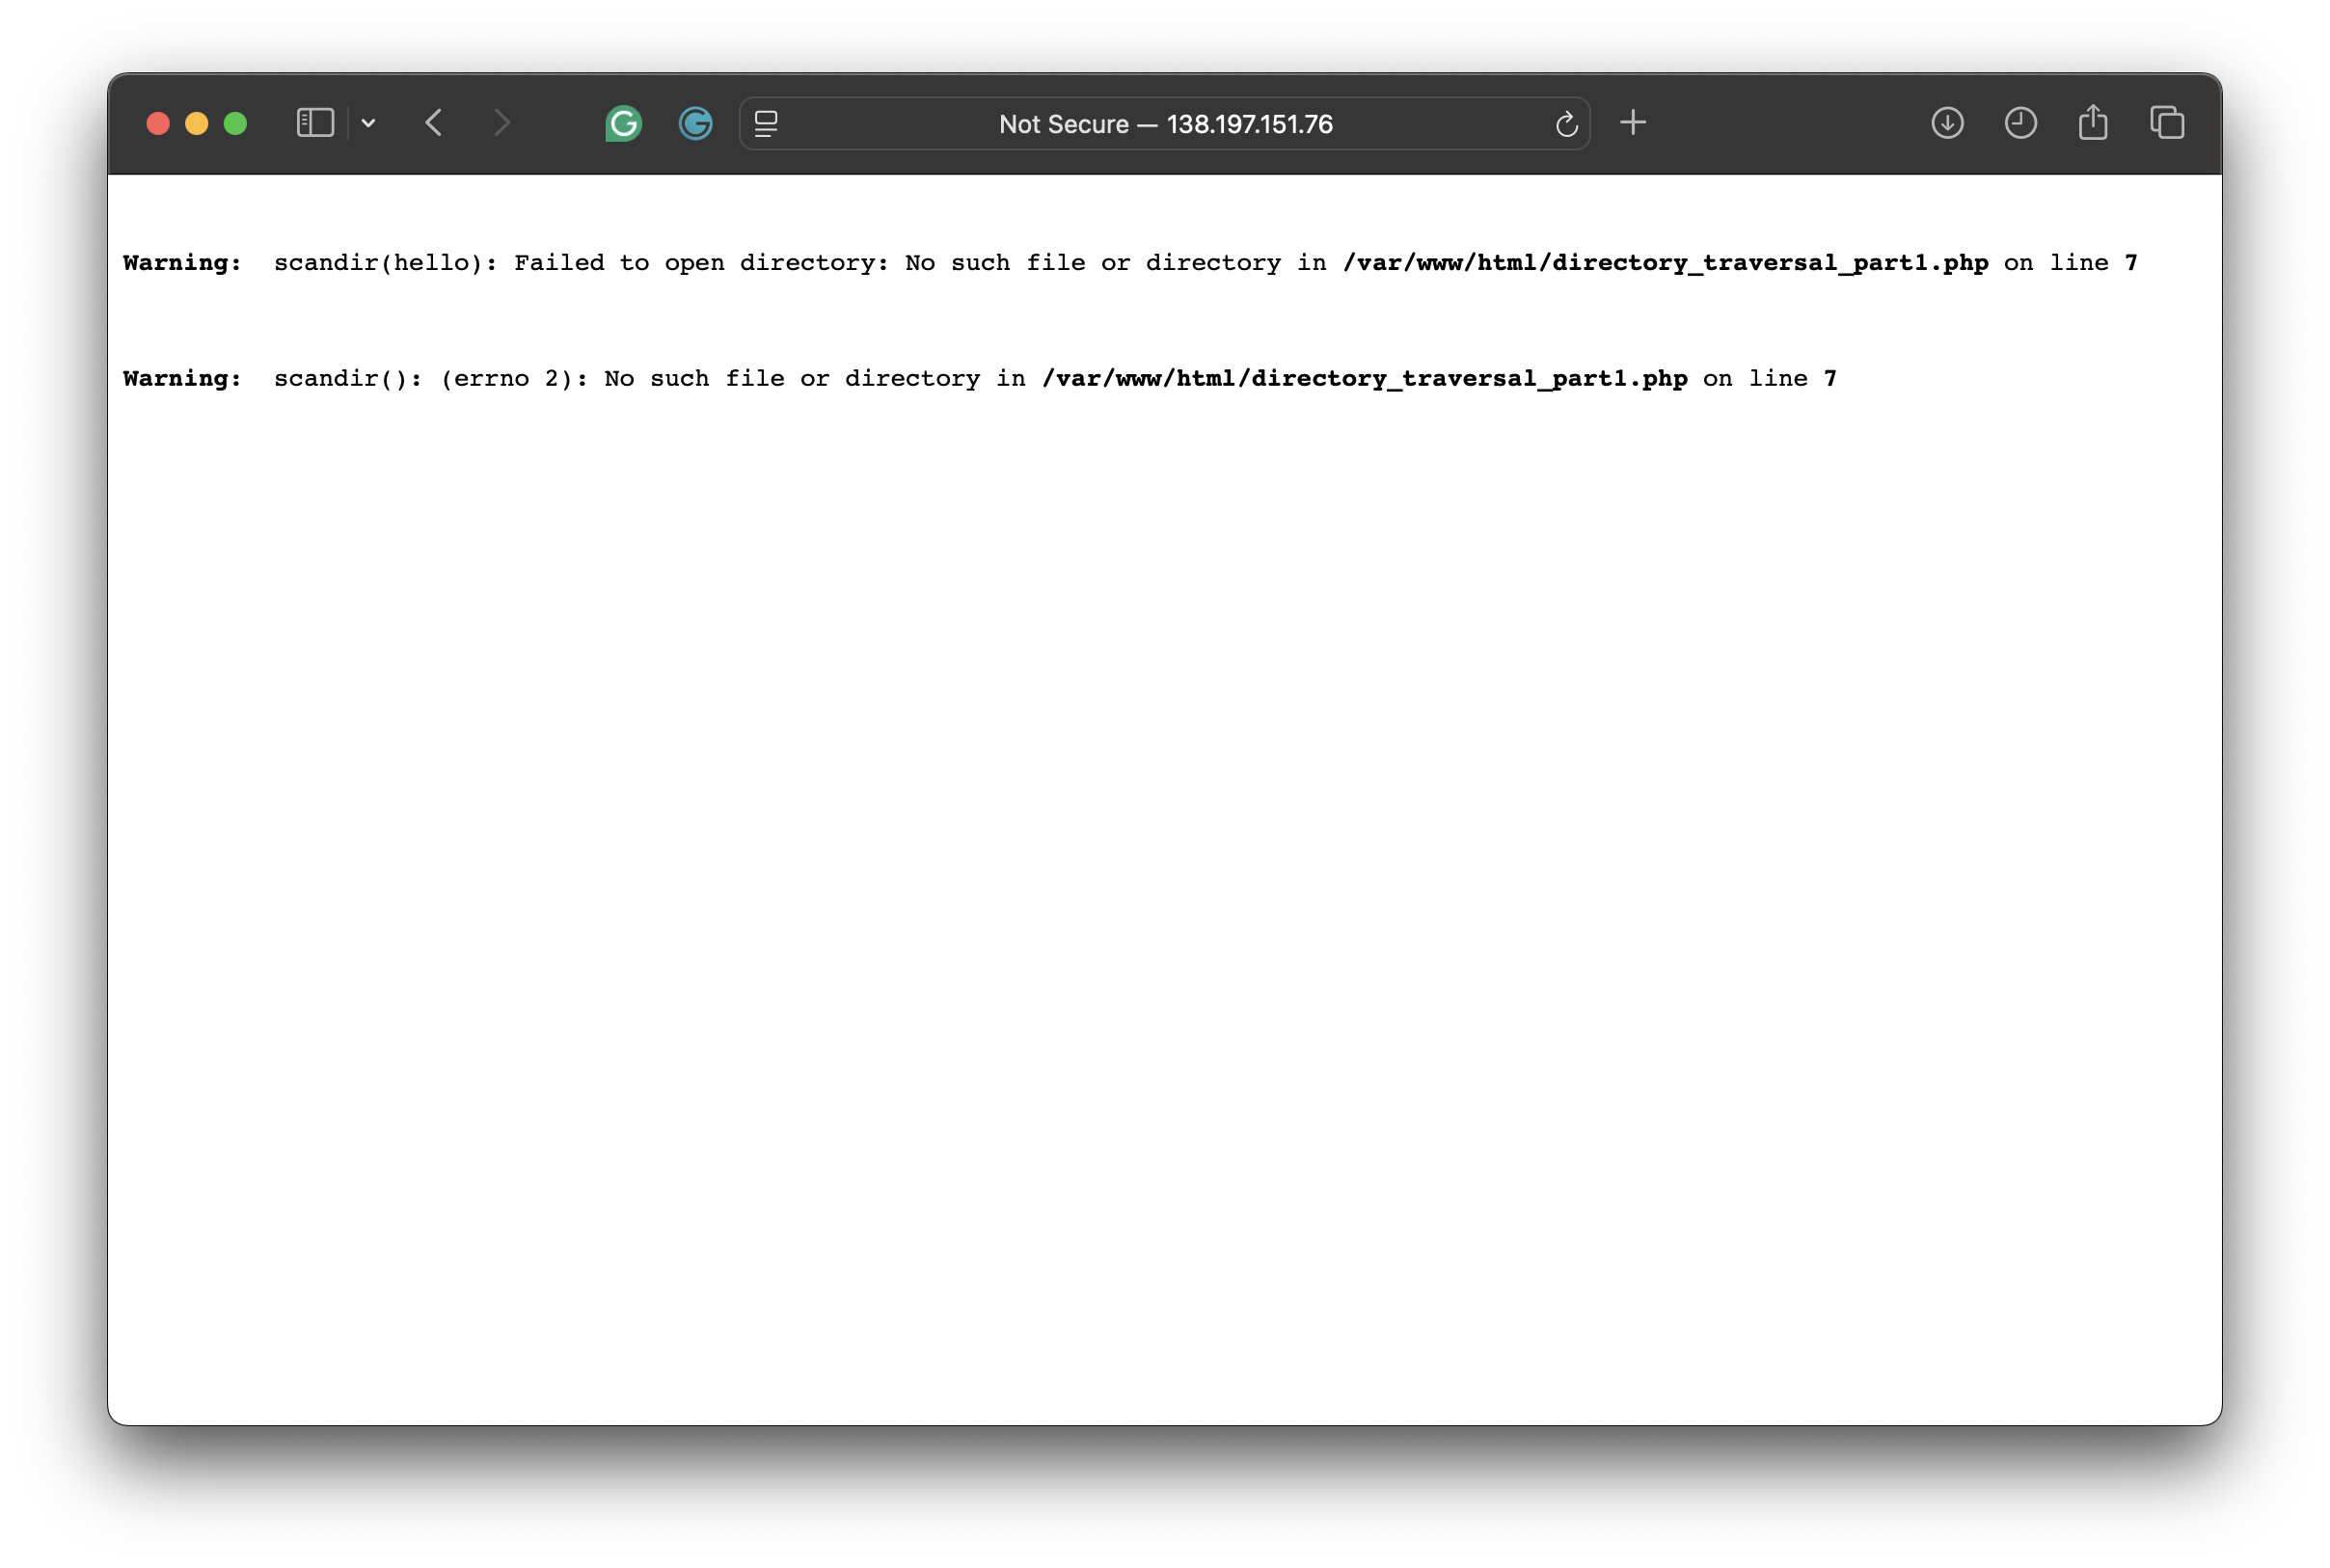 Not Secure — 138.197.151.76
Warning: scandir(hello): Failed to open directory: No such file or directory in /var/www/html/directory_traversal_part1.php on line 7
Warning: scandir(): (errno 2): No such file or directory in /var/www/html/directory_traversal_part1.php on line 7